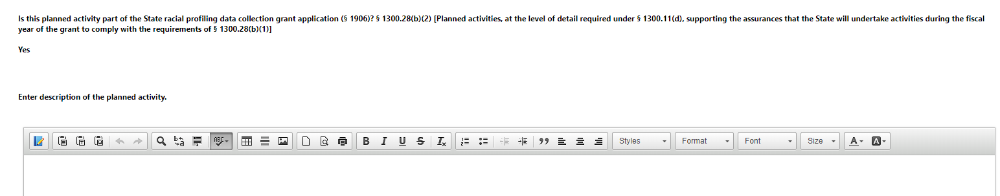 Is this planned activity part of the State racial profiling data collection grant application (§ 1906)? § 1300.28(b)(2) [Planned activities, at the level of detail required under § 1300.11(d), supporting the assurances that the State will undertake activities during the fiscal
year of the grant to comply with the requirements of § 1300.28(b)(1)]
Yes
Enter description of the planned activity.
ABC B I U S Tx Styles Format Font Size A A